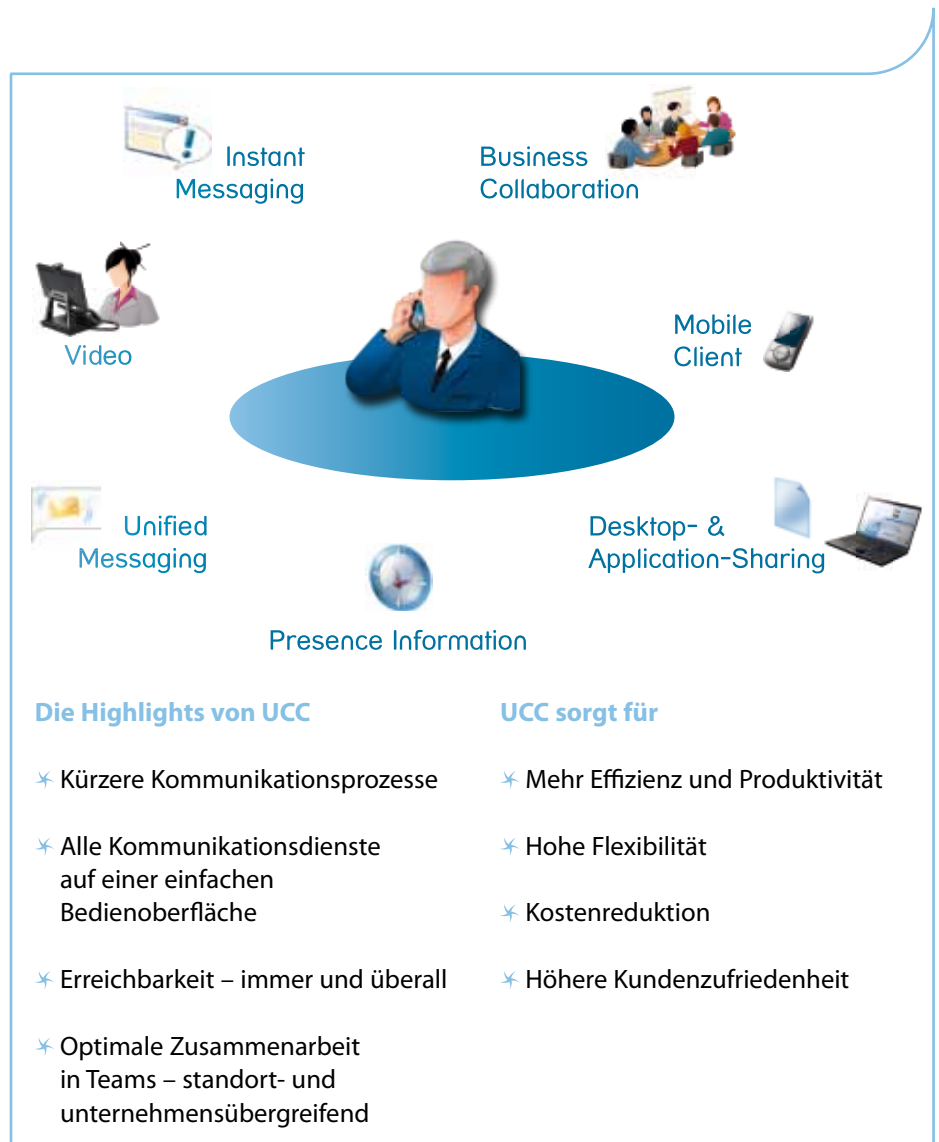 Instant
Messaging
Business
Collaboration
Video
Mobile
Client
Unified
Messaging
Desktop- &
Application-Sharing
Presence Information
Die Highlights von UCC
✶ Kürzere Kommunikationsprozesse
✶ Alle Kommunikationsdienste
auf einer einfachen
Bedienoberfläche
✶ Erreichbarkeit – immer und überall
✶ Optimale Zusammenarbeit
in Teams – standort- und
unternehmensübergreifend
UCC sorgt für
✶ Mehr Effizienz und Produktivität
✶ Hohe Flexibilität
✶ Kostenreduktion
✶ Höhere Kundenzufriedenheit